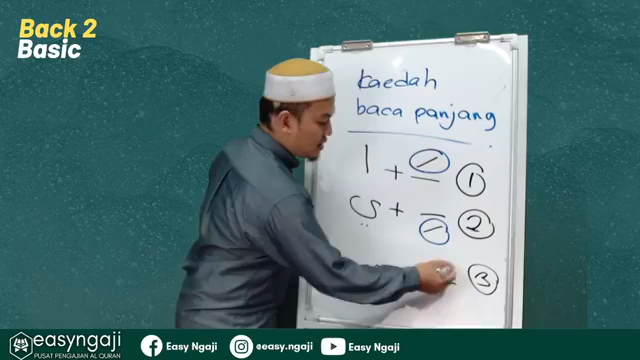 Back 2
Basic
kaedah
baca panjang
ا + َ 1
ي + ِ 2
3
easyngaji
PUSAT PENGAJIAN AL QURAN
Easy Ngaji
@easy.ngaji
Easy Ngaji